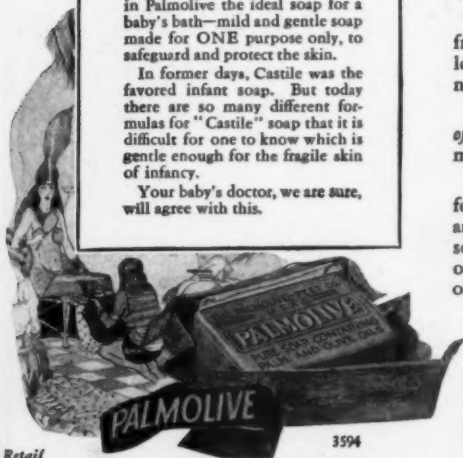 in Palmolive the ideal soap for a
baby's bath—mild and gentle soap
made for ONE purpose only, to
safeguard and protect the skin.
In former days, Castile was the
favored infant soap. But today
there are so many different for-
mulas for "Castile" soap that it is
difficult for one to know which is
gentle enough for the fragile skin
of infancy.
Your baby's doctor, we are sure,
will agree with this.
PALMOLIVE
PURE SOAP CONTAINING
PALM AND OLIVE OILS
PALMOLIVE
3594
Retail